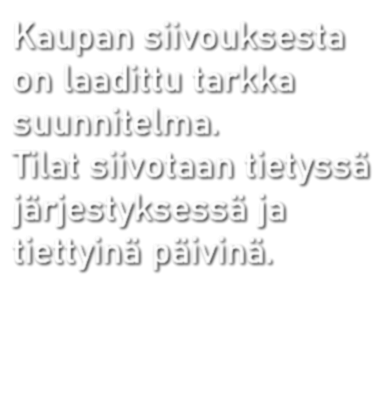 Kaupan siivouksesta
on laadittu tarkka
suunnitelma.
Tilat siivotaan tietyssä
järjestyksessä ja
tiettyinä päivinä.